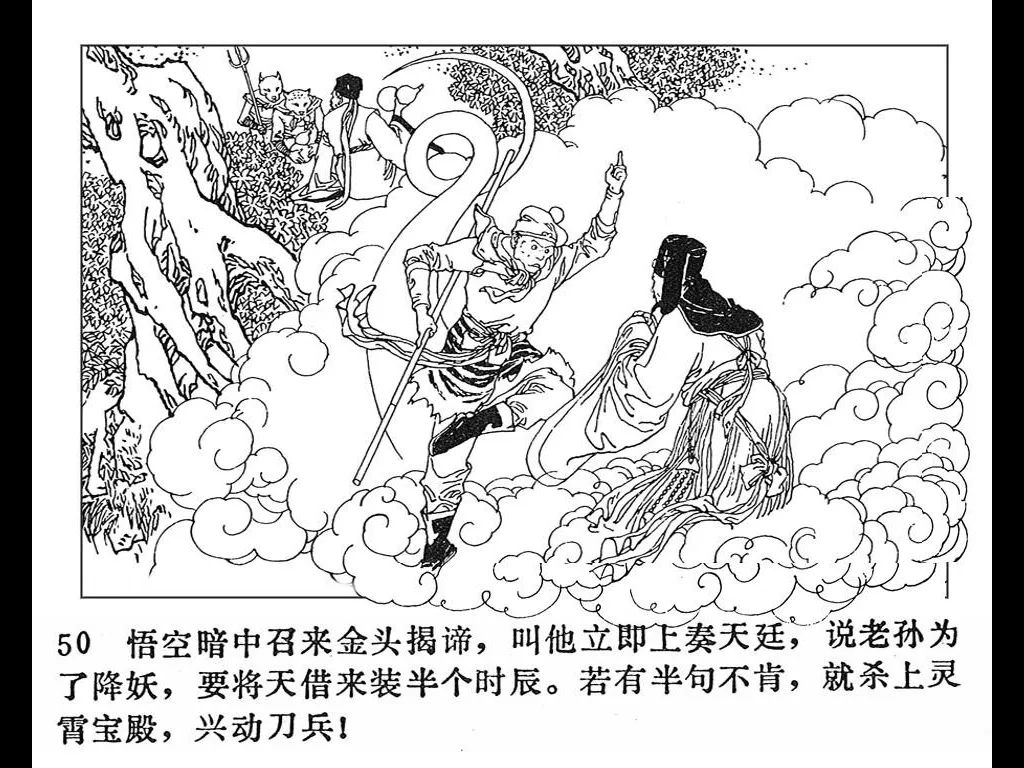 50 悟空暗中召来金头揭谛，叫他立即上奏天廷，说老孙为
了降妖，要将天借来装半个时辰。若有半句不肯，就杀上灵
霄宝殿，兴动刀兵！